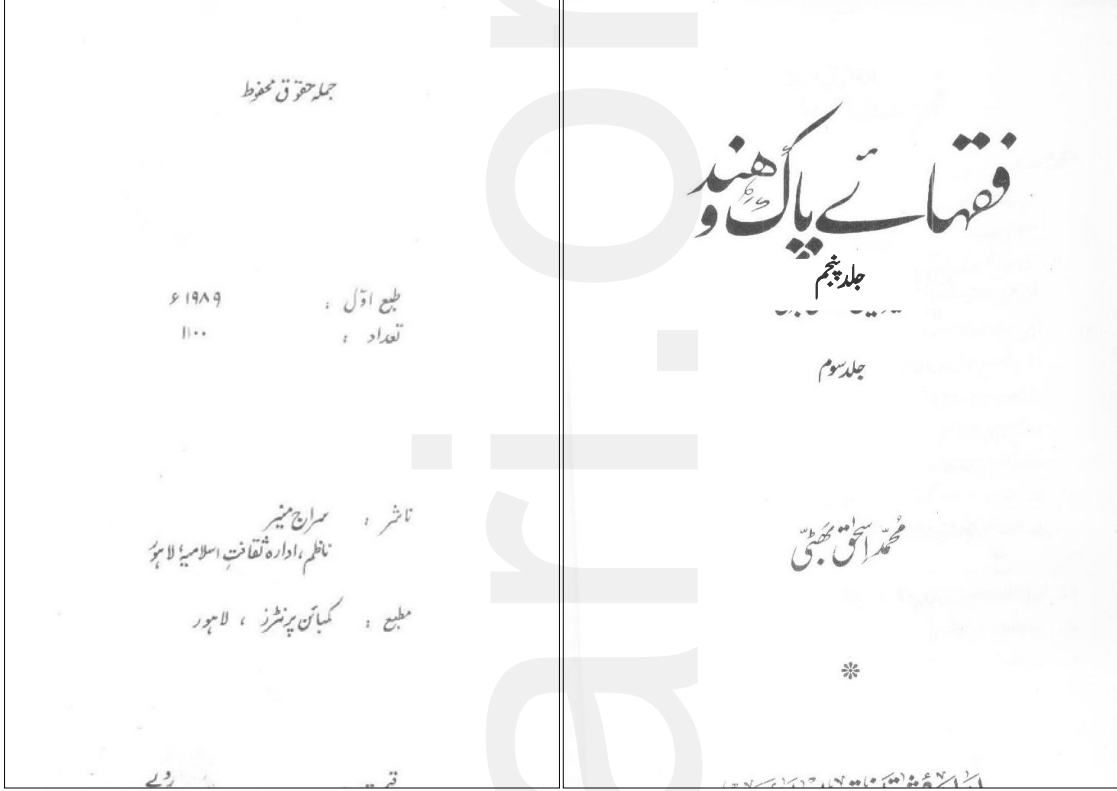 فقہائے پاک و ہند
جلد پنجم
جلد سوم
محمد اسحٰق بھٹی
جملہ حقوق محفوظ
طبع اوّل : ۱۹۸۹ء
تعداد : ۱۱۰۰
ناشر : سراج منیر
ناظم، ادارہ ثقافتِ اسلامیہ لاہور
مطبع : کمبائن پرنٹرز ، لاہور
روپے